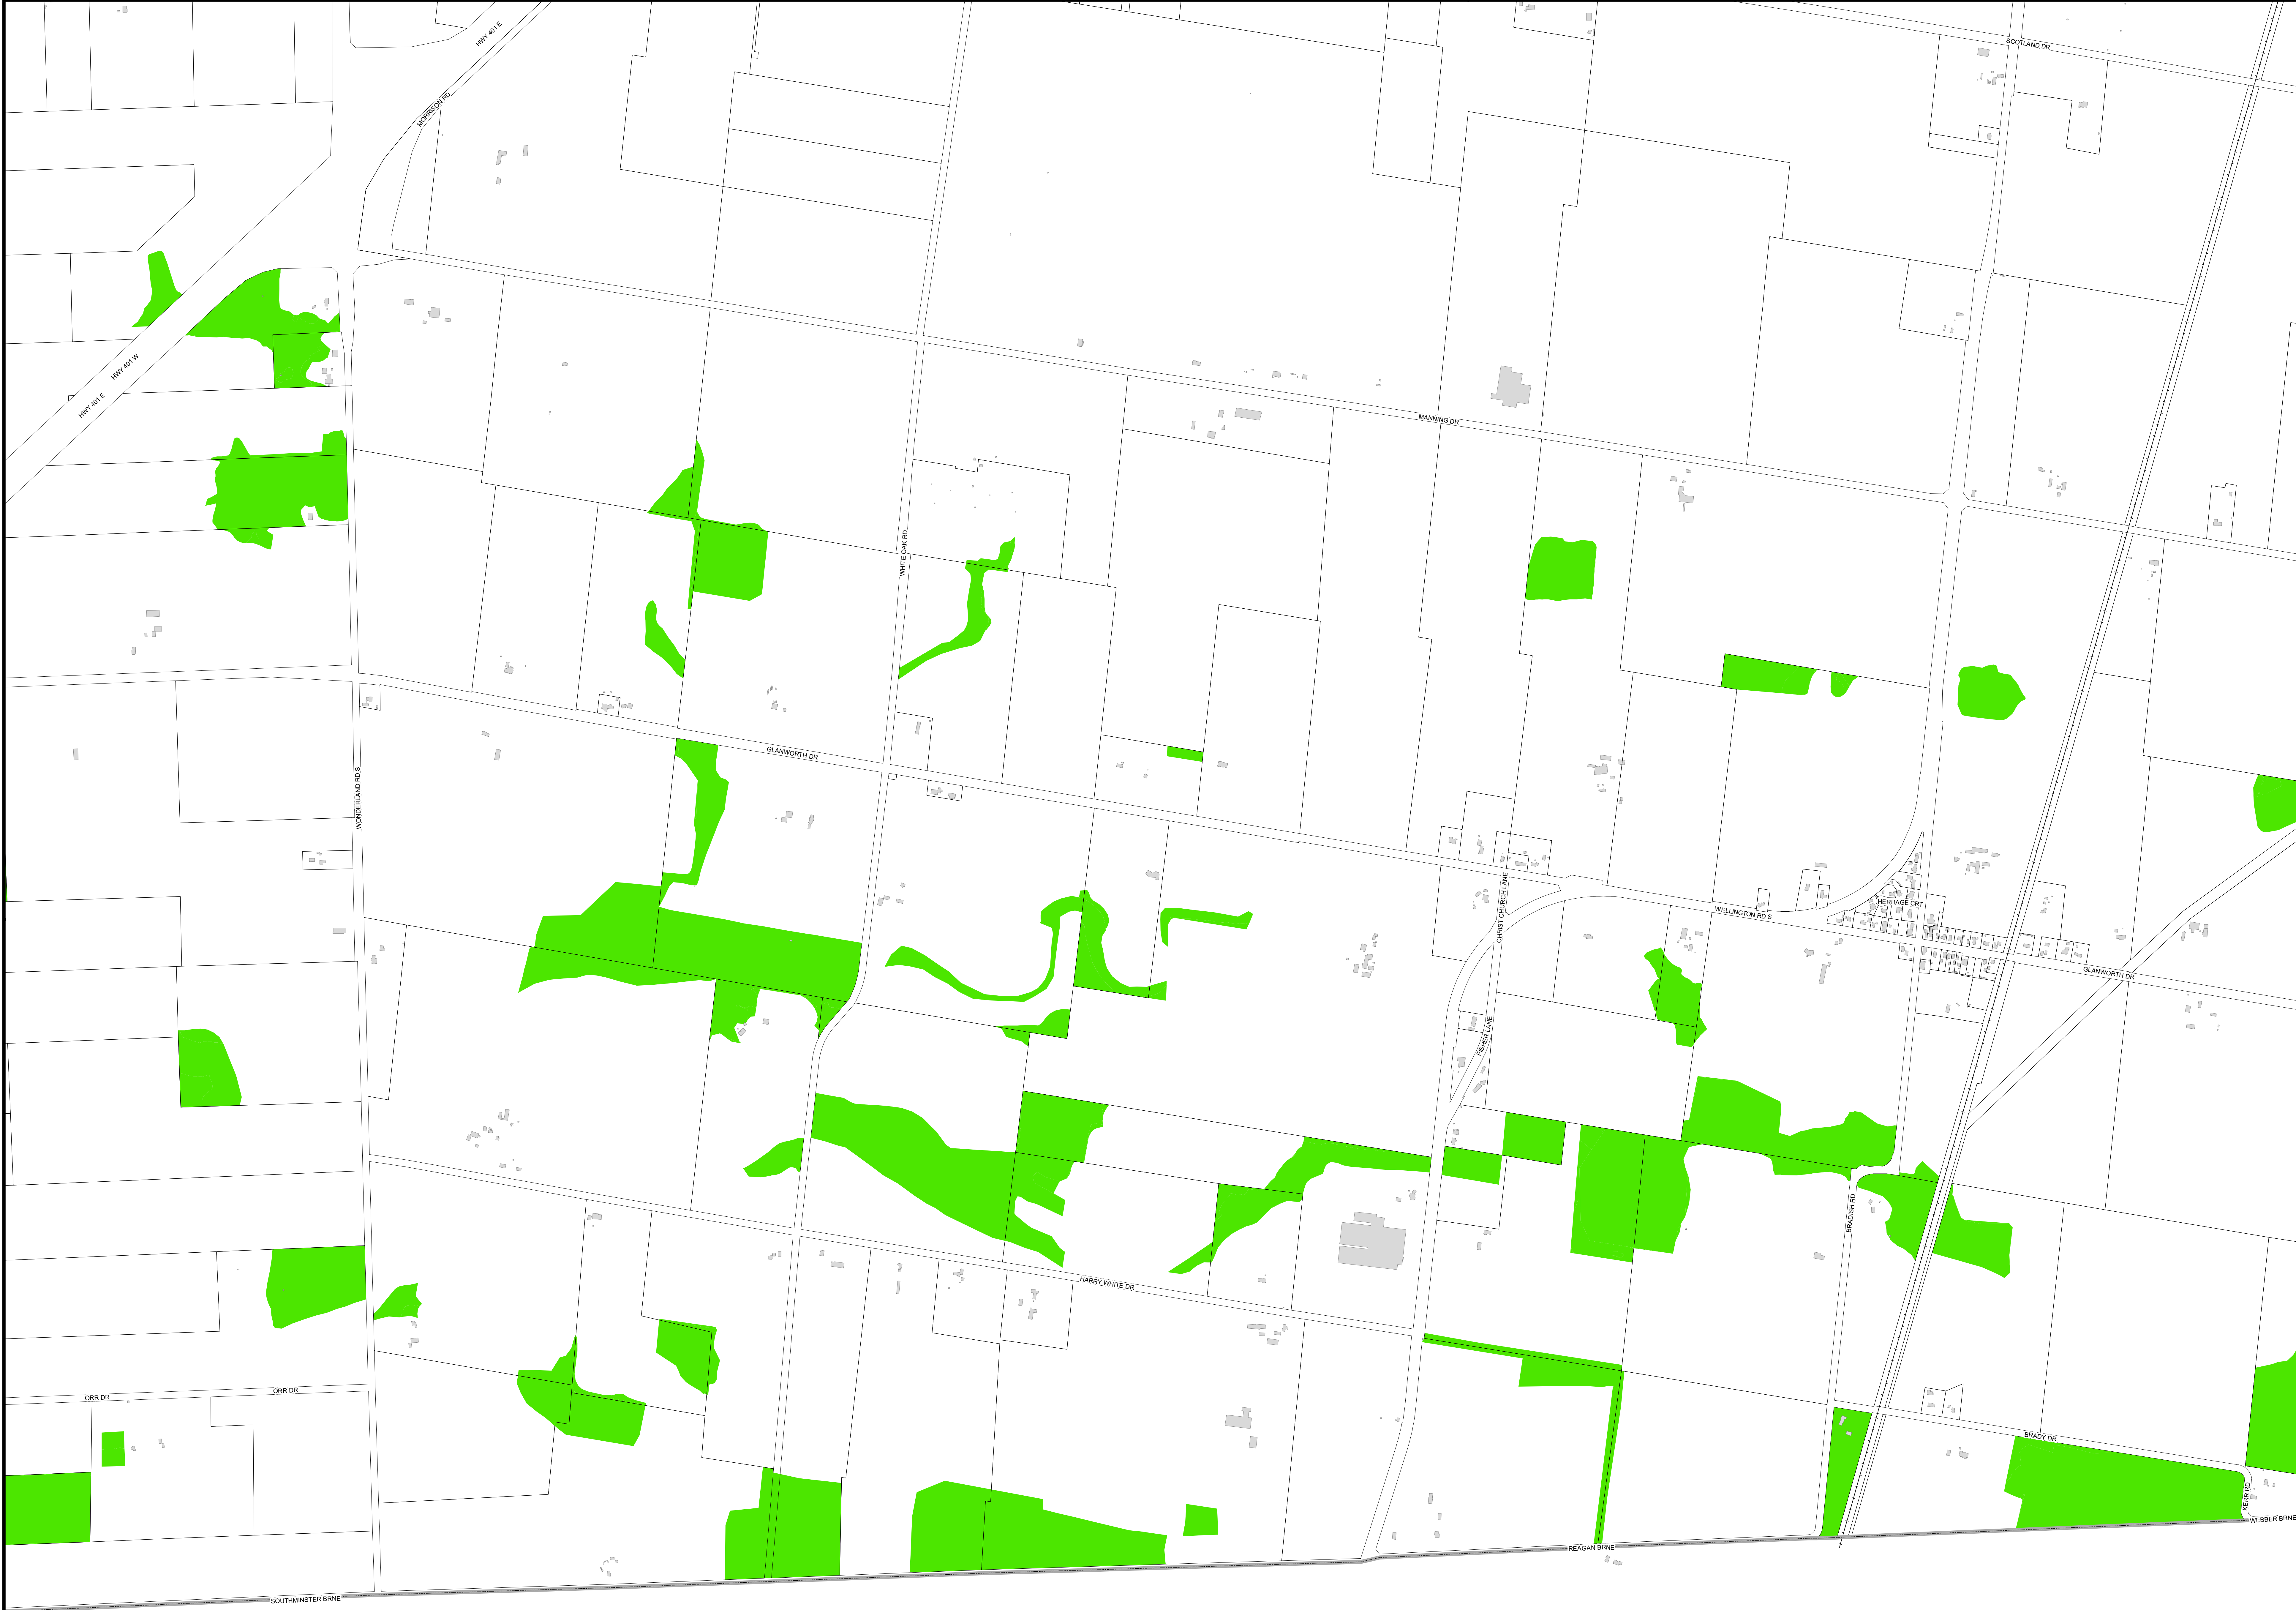 HWY 401 E
SCOTLAND DR
MORRISON RD
HWY 401 W
HWY 401 E
MANNING DR
WHITE OAK RD
GLANWORTH DR
WONDERLAND RD S
CHRIST CHURCH LANE
HERITAGE CRT
WELLINGTON RD S
GLANWORTH DR
FISHER LANE
BRADISH RD
HARRY WHITE DR
ORR DR
ORR DR
BRADY DR
KERR RD
WEBBER BRNE
REAGAN BRNE
SOUTHMINSTER BRNE